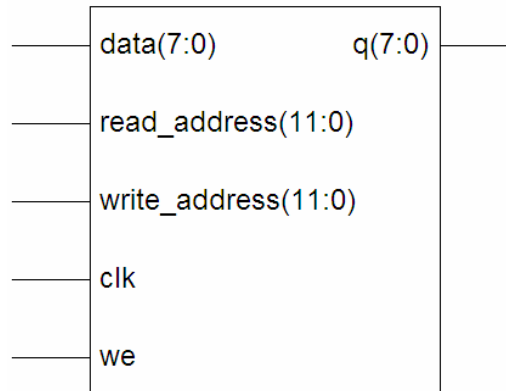 data(7:0) q(7:0)
read_address(11:0)
write_address(11:0)
clk
we